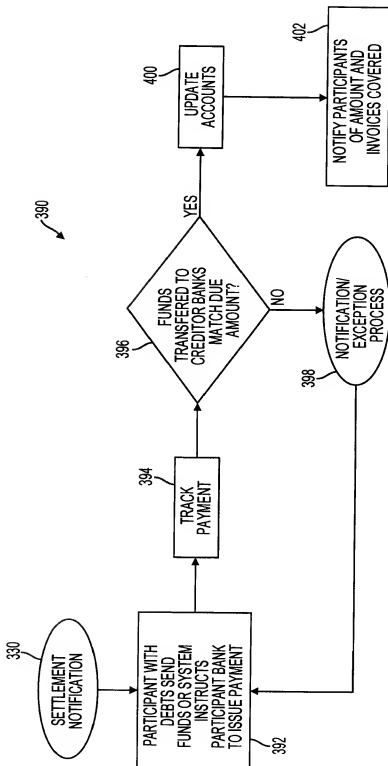 390
330
SETTLEMENT
NOTIFICATION
PARTICIPANT WITH
DEBTS SEND
FUNDS OR SYSTEM
INSTRUCTS
PARTICIPANT BANK
TO ISSUE PAYMENT
392
394
TRACK
PAYMENT
396
FUNDS
TRANSFERRED TO
CREDITOR BANKS
MATCH DUE
AMOUNT?
YES
NO
398
NOTIFICATION/
EXCEPTION
PROCESS
400
UPDATE
ACCOUNTS
402
NOTIFY PARTICIPANTS
OF AMOUNT AND
INVOICES COVERED